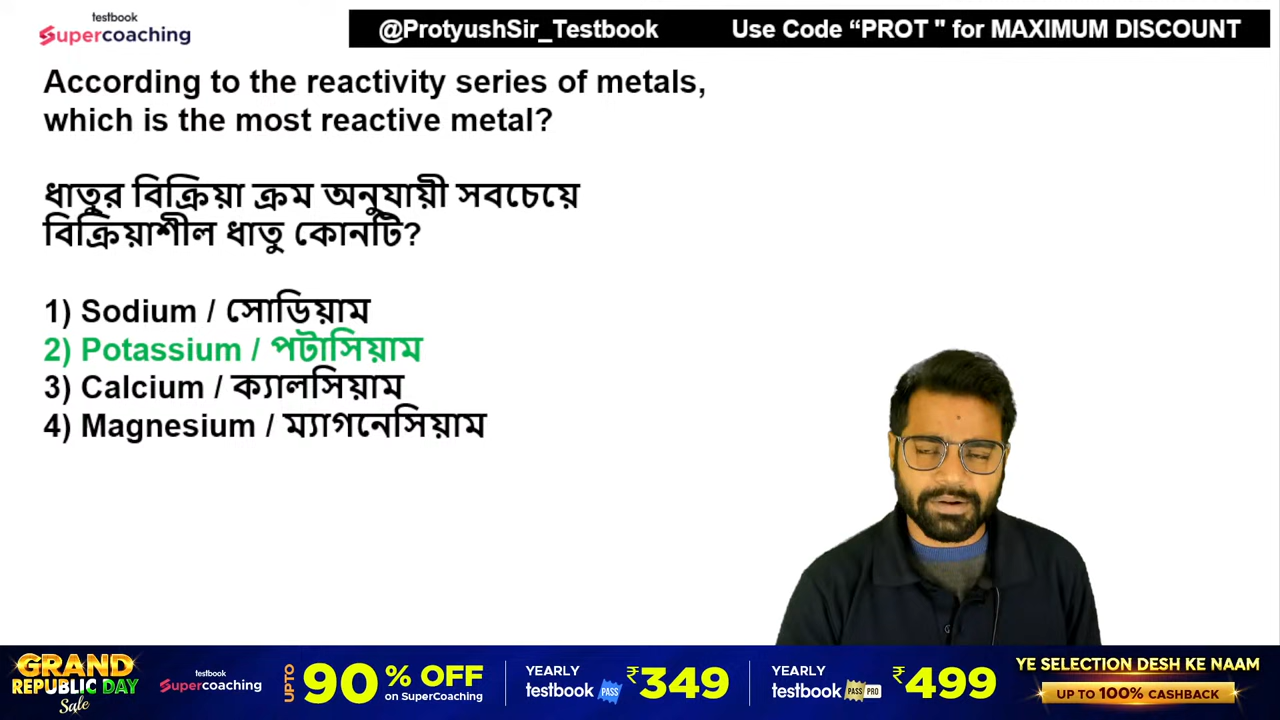 testbook
Supercoaching
@ProtyushSir_Testbook
Use Code “PROT " for MAXIMUM DISCOUNT
According to the reactivity series of metals,
which is the most reactive metal?
ধাতুর বিক্রিয়া ক্রম অনুযায়ী সবচেয়ে
বিক্রিয়াশীল ধাতু কোনটি?
1) Sodium / সোডিয়াম
2) Potassium / পটাসিয়াম
3) Calcium / ক্যালসিয়াম
4) Magnesium / ম্যাগনেসিয়াম
GRAND
REPUBLIC DAY
Sale
testbook
Supercoaching
UPTO
90% OFF
on SuperCoaching
YEARLY
testbook PASS
₹349
YEARLY
testbook PASS PRO
₹499
YE SELECTION DESH KE NAAM
UP TO 100% CASHBACK